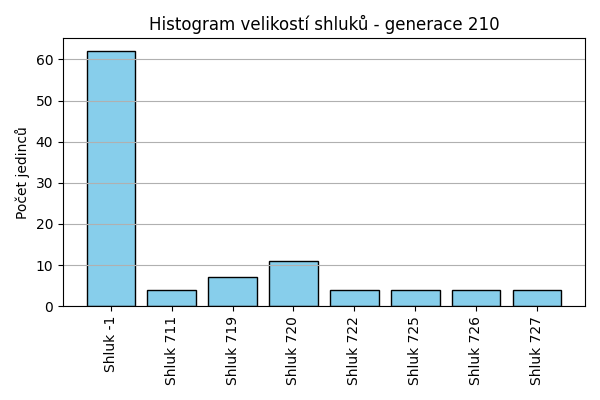 Histogram velikostí shluků - generace 210
Počet jedinců
60
50
40
30
20
10
0
Shluk -1
Shluk 711
Shluk 719
Shluk 720
Shluk 722
Shluk 725
Shluk 726
Shluk 727